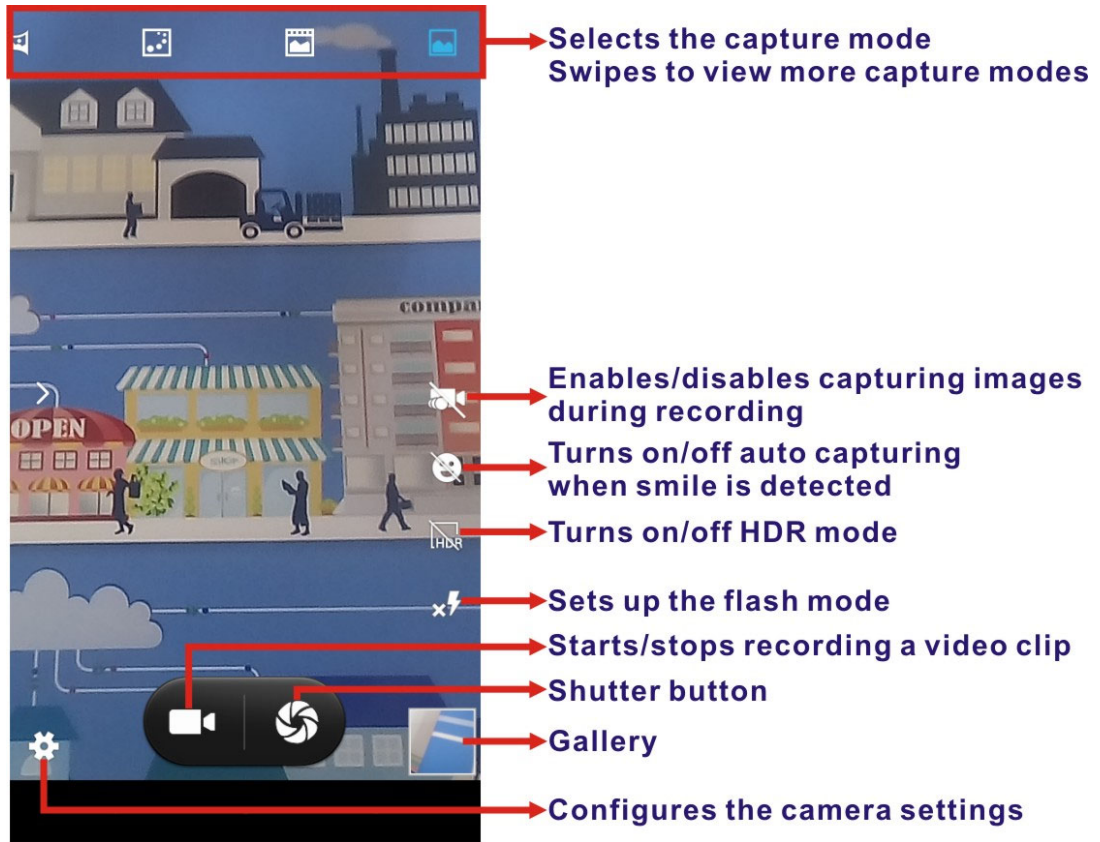 Selects the capture mode
Swipes to view more capture modes
compa
Enables/disables capturing images
during recording
OPEN
Turns on/off auto capturing
when smile is detected
HDR
Turns on/off HDR mode
Sets up the flash mode
Starts/stops recording a video clip
Shutter button
Gallery
Configures the camera settings